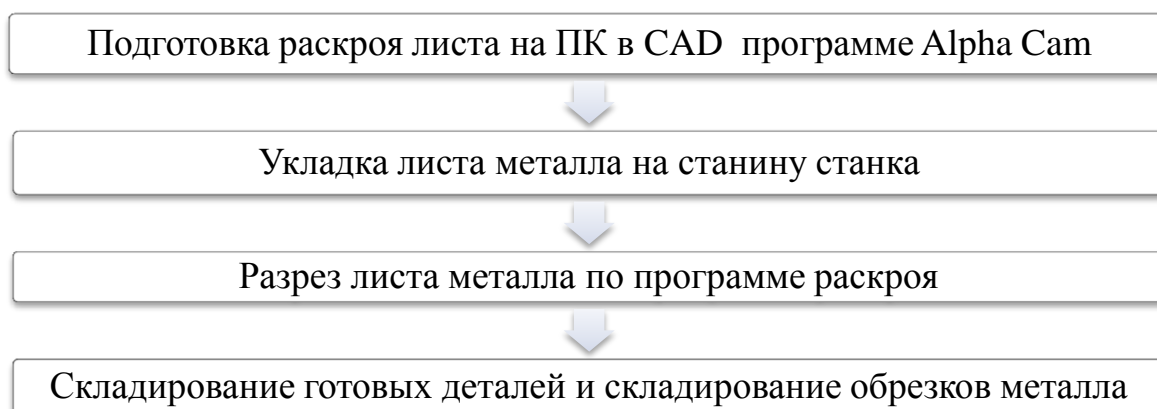 Подготовка раскроя листа на ПК в CAD программе Alpha Cam
Укладка листа металла на станину станка
Разрез листа металла по программе раскроя
Складирование готовых деталей и складирование обрезков металла